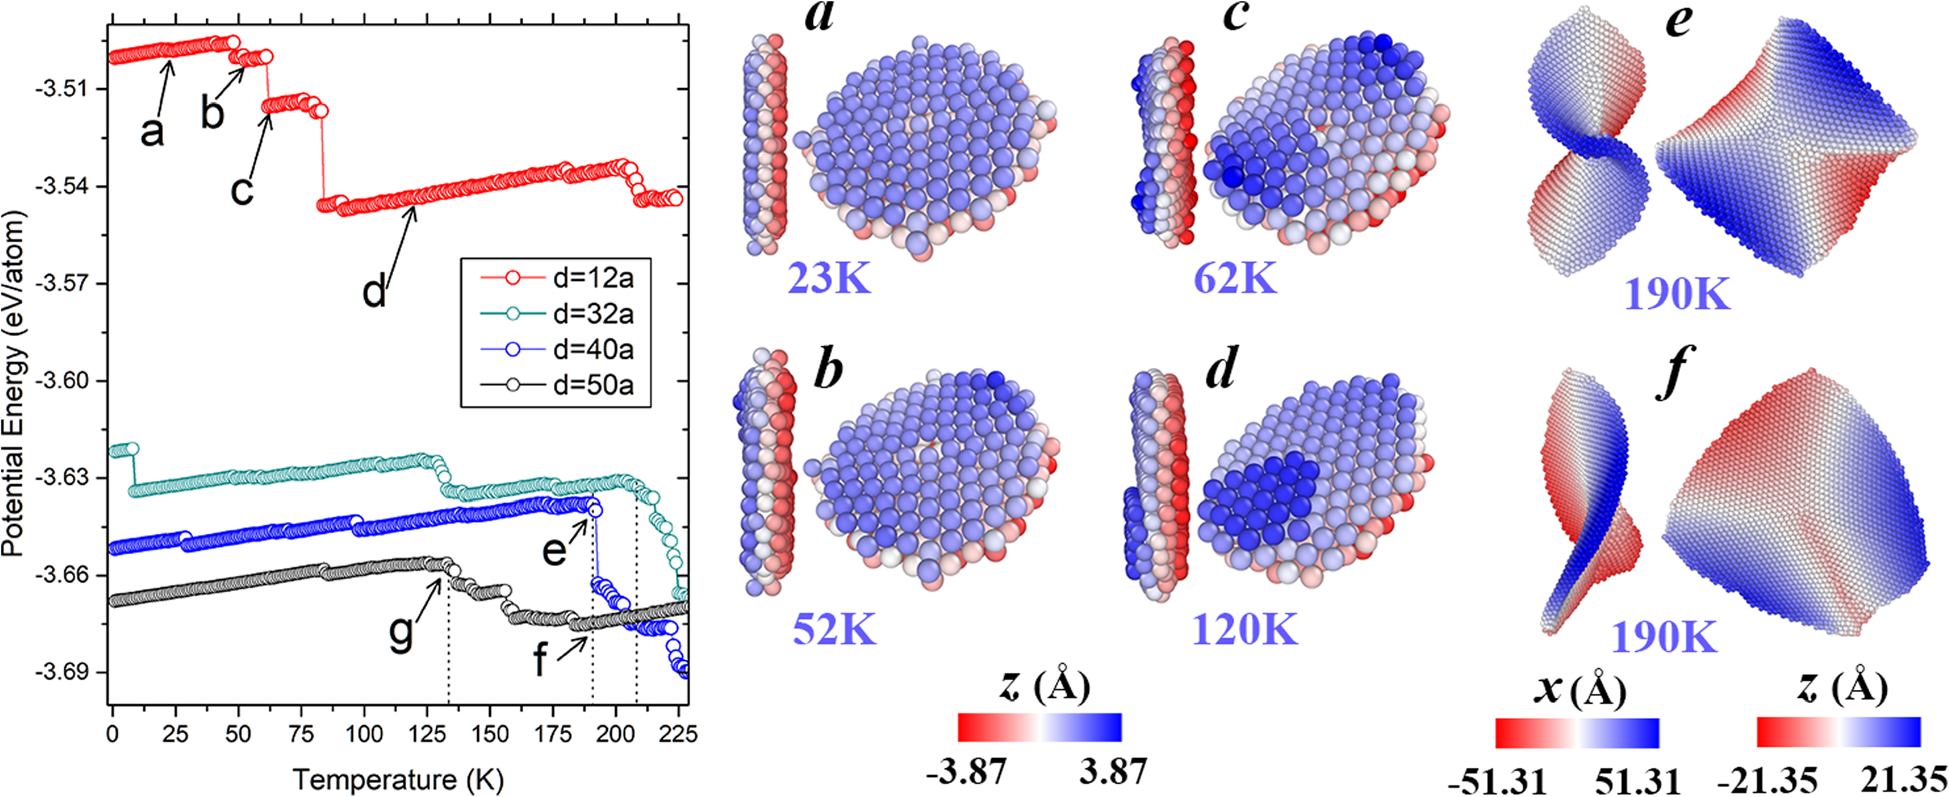 Potential Energy (eV/atom)
-3.51
-3.54
-3.57
-3.60
-3.63
-3.66
-3.69
a
b
c
d
d=12a
d=32a
d=40a
d=50a
e
g
f
0 25 50 75 100 125 150 175 200 225
Temperature (K)
a
23K
c
62K
e
190K
b
52K
d
120K
f
190K
z (Å)
-3.87 3.87
x (Å)
-51.31 51.31
z (Å)
-21.35 21.35